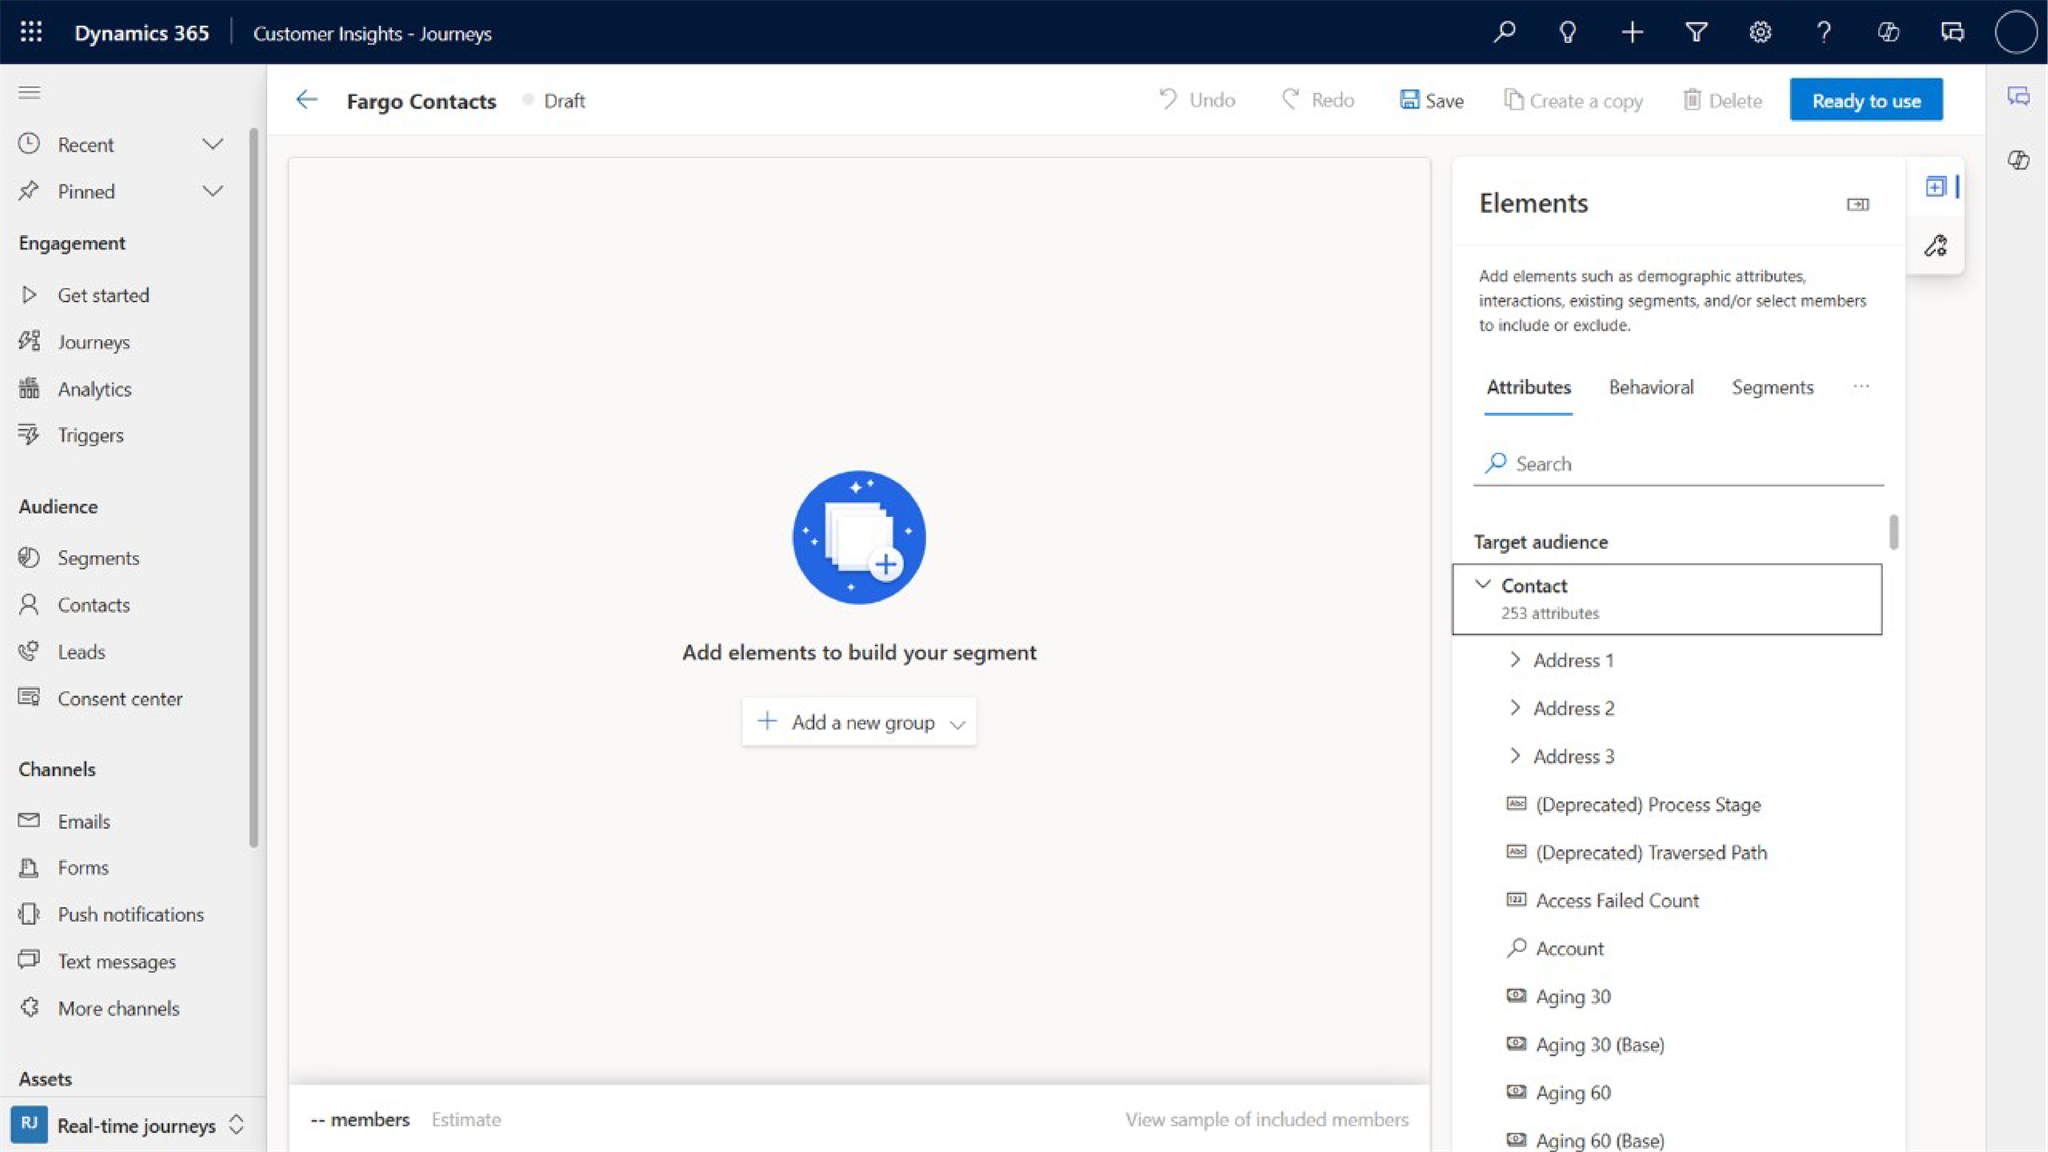 Dynamics 365
Customer Insights - Journeys
Fargo Contacts
Draft
Undo
Redo
Save
Create a copy
Delete
Ready to use
Recent
Pinned
Engagement
Get started
Journeys
Analytics
Triggers
Audience
Segments
Contacts
Leads
Consent center
Channels
Emails
Forms
Push notifications
Text messages
More channels
Assets
RJ
Real-time journeys
Add elements to build your segment
Add a new group
-- members
Estimate
View sample of included members
Elements
Add elements such as demographic attributes,
interactions, existing segments, and/or select members
to include or exclude.
Attributes
Behavioral
Segments
...
Search
Target audience
Contact
253 attributes
Address 1
Address 2
Address 3
Abc (Deprecated) Process Stage
Abc (Deprecated) Traversed Path
123 Access Failed Count
Account
Aging 30
Aging 30 (Base)
Aging 60
Aging 60 (Base)